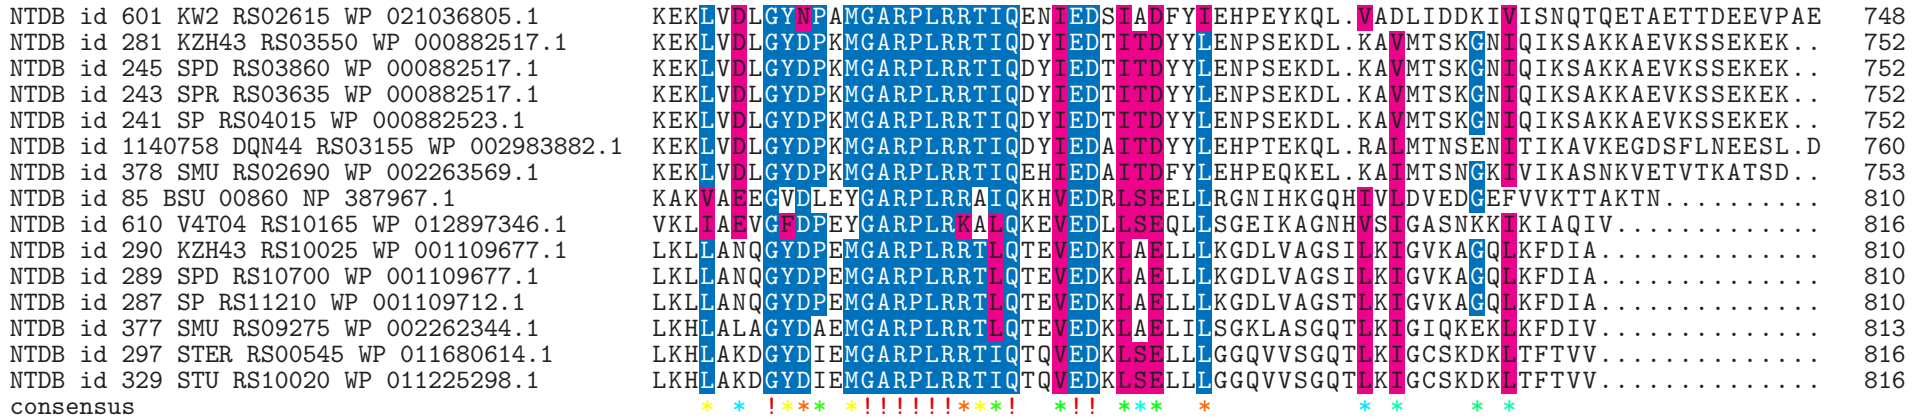 NTDB id 601 KW2 RS02615 WP 021036805.1 KEKLVDLGYNPAMGARPLRRTIQENIEDSIADFYIEHPEYKQL.VADLIDDKIVISNQTQETAETTDEEVPAE 748
NTDB id 281 KZH43 RS03550 WP 000882517.1 KEKLVDLGYDPKMGARPLRRTIQDYIEDTITDYYLENPSEKDL.KAVMTSKGNIQIKSAKKAEVKSSEKEK.. 752
NTDB id 245 SPD RS03860 WP 000882517.1 KEKLVDLGYDPKMGARPLRRTIQDYIEDTITDYYLENPSEKDL.KAVMTSKGNIQIKSAKKAEVKSSEKEK.. 752
NTDB id 243 SPR RS03635 WP 000882517.1 KEKLVDLGYDPKMGARPLRRTIQDYIEDTITDYYLENPSEKDL.KAVMTSKGNIQIKSAKKAEVKSSEKEK.. 752
NTDB id 241 SP RS04015 WP 000882523.1 KEKLVDLGYDPKMGARPLRRTIQDYIEDTITDYYLENPSEKDL.KAVMTSKGNIQIKSAKKAEVKSSEKEK.. 752
NTDB id 1140758 DQN44 RS03155 WP 002983882.1 KEKLVDLGYDPKMGARPLRRTIQDYIEDAITDYYLEHPTEKQL.RALMTNSENITIKAVKEGDSFLNEESL.D 760
NTDB id 378 SMU RS02690 WP 002263569.1 KEKLVDLGYDPKMGARPLRRTIQEHIEDAITDFYLEHPEQKEL.KAIMTSNGKIVIKASNKVETVTKATSD.. 753
NTDB id 85 BSU 00860 NP 387967.1 KAKVAEEGVDLEYGARPLRRAIQKHVEDRLSEELLRGNIHKGQHIVLDVEDGEFVVKTTAKTN.......... 810
NTDB id 610 V4T04 RS10165 WP 012897346.1 VKLIAEVGFDPEYGARPLRKALQKEVEDLLSEQLLSGEIKAGNHVSIGASNKKIKIAQIV............. 816
NTDB id 290 KZH43 RS10025 WP 001109677.1 LKLLANQGYDPEMGARPLRRTLQTEVEDKLAELLLKGDLVAGSILKIGVKAGQLKFDIA.............. 810
NTDB id 289 SPD RS10700 WP 001109677.1 LKLLANQGYDPEMGARPLRRTLQTEVEDKLAELLLKGDLVAGSILKIGVKAGQLKFDIA.............. 810
NTDB id 287 SP RS11210 WP 001109712.1 LKLLANQGYDPEMGARPLRRTLQTEVEDKLAELLLKGDLVAGSTLKIGVKAGQLKFDIA.............. 810
NTDB id 377 SMU RS09275 WP 002262344.1 LKHLALAGYDAEMGARPLRRTLQTEVEDKLAELILSGKLASGQTLKIGIQKEKLKFDIV.............. 813
NTDB id 297 STER RS00545 WP 011680614.1 LKHLAKDGYDIEMGARPLRRTIQTQVEDKLSELLLGGQVVSGQTLKIGCSKDKLTFTVV.............. 816
NTDB id 329 STU RS10020 WP 011225298.1 LKHLAKDGYDIEMGARPLRRTIQTQVEDKLSELLLGGQVVSGQTLKIGCSKDKLTFTVV.............. 816
consensus * * !*** *!!!!!!***! *!! *** * * * * *